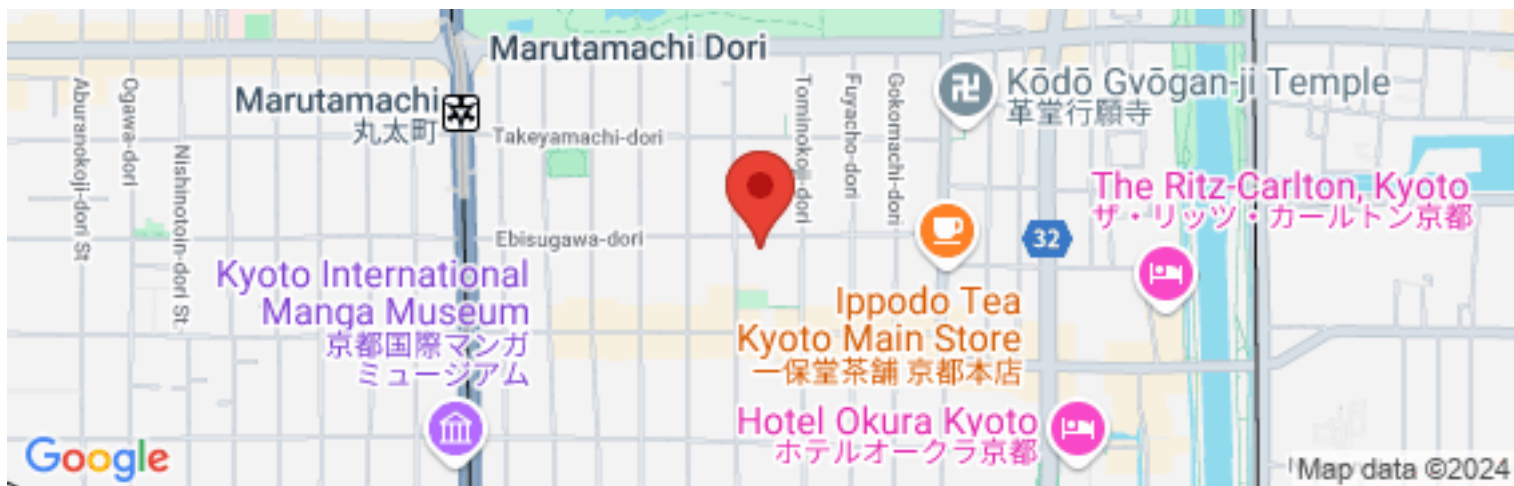 Marutamachi Dori
Aburanokoji-dori St
Ogawa-dori
Nishinotoin-dori St.
Marutamachi
丸太町
Takeyamachi-dori
Tominokoji-dori
Fuyacho-dori
Gokomachi-dori
Kōdō Gyōgan-ji Temple
革堂行願寺
The Ritz-Carlton, Kyoto
ザ・リッツ・カールトン京都
Ebisugawa-dori
32
Kyoto International
Manga Museum
京都国際マンガ
ミュージアム
Ippodo Tea
Kyoto Main Store
一保堂茶舗 京都本店
Hotel Okura Kyoto
ホテルオークラ京都
Google
Map data ©2024